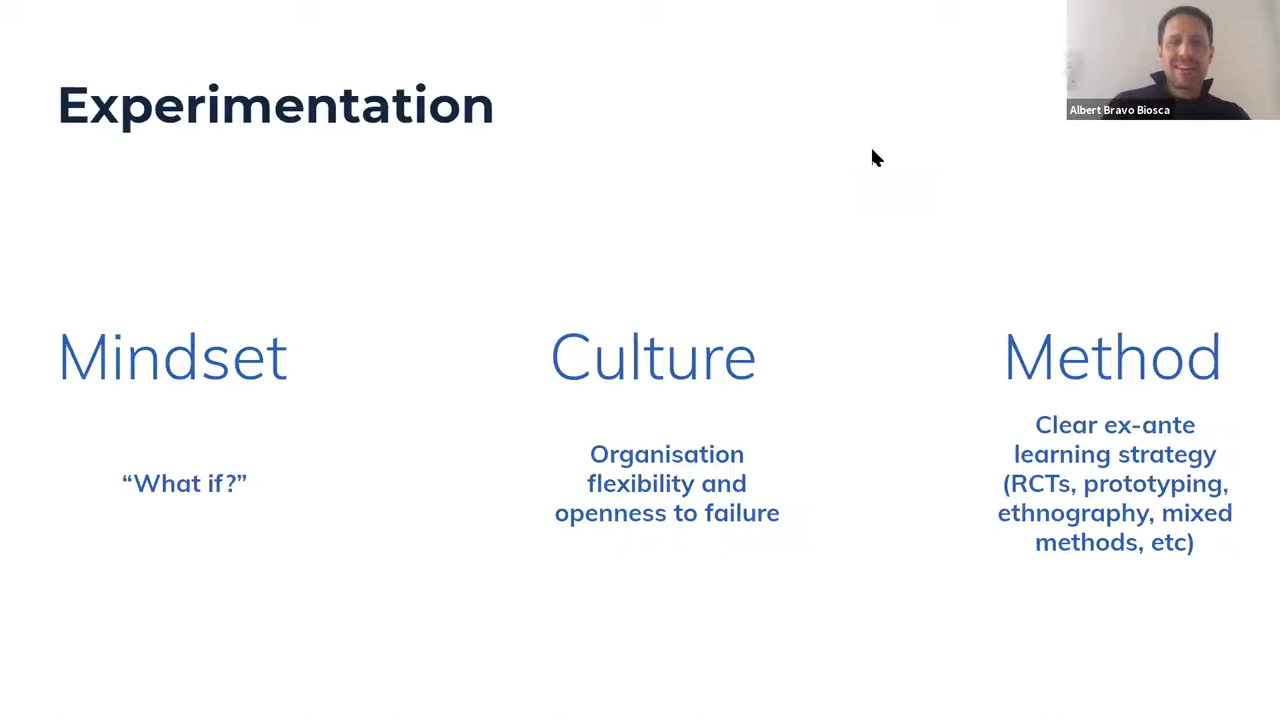 Experimentation
Albert Bravo Biosca
Mindset
Culture
Method
“What if?”
Organisation
flexibility and
openness to failure
Clear ex-ante
learning strategy
(RCTs, prototyping,
ethnography, mixed
methods, etc)